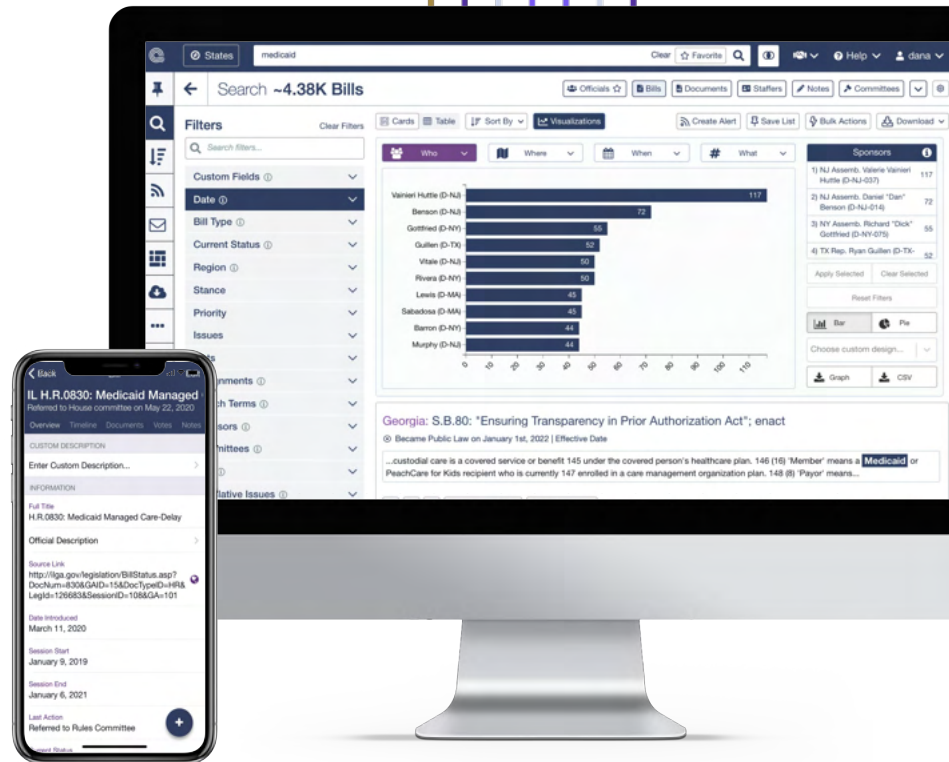 States
medicaid
Clear
Favorite
Help
dana
Search ~4.38K Bills
Officials
Bills
Documents
Staffers
Notes
Committees
Filters
Clear Filters
Cards
Table
Sort By
Visualizations
Create Alert
Save List
Bulk Actions
Download
Search filters...
Custom Fields
Date
Bill Type
Current Status
Region
Stance
Priority
Issues
Who
Where
When
What
#
Vainieri Huttle (D-NJ)
117
Benson (D-NJ)
72
Gottfried (D-NY)
55
Guillen (D-TX)
52
Vitale (D-NJ)
50
Rivera (D-NY)
50
Lewis (D-MA)
45
Sabadosa (D-MA)
45
Barron (D-NY)
44
Murphy (D-NJ)
44
0 10 20 30 40 50 60 70 80 90 100 110
Sponsors
1) NJ Assemb. Valerie Vainieri
Huttle (D-NJ-037)
117
2) NJ Assemb. Daniel "Dan"
Benson (D-NJ-014)
72
3) NY Assemb. Richard "Dick"
Gottfried (D-NY-075)
55
4) TX Rep. Ryan Guillen (D-TX-
52
Apply Selected
Clear Selected
Reset Filters
Bar
Pie
Choose custom design...
Graph
CSV
Georgia: S.B.80: "Ensuring Transparency in Prior Authorization Act"; enact
Became Public Law on January 1st, 2022 | Effective Date
...custodial care is a covered service or benefit 145 under the covered person's healthcare plan. 146 (16) 'Member' means a Medicaid or
PeachCare for Kids recipient who is currently 147 enrolled in a care management organization plan. 148 (8) 'Payor' means...
Back
IL H.R.0830: Medicaid Managed
Referred to House committee on May 22, 2020
Overview
Timeline
Documents
Votes
Notes
CUSTOM DESCRIPTION
Enter Custom Description...
INFORMATION
Full Title
H.R.0830: Medicaid Managed Care-Delay
Official Description
Source Link
http://ilga.gov/legislation/BillStatus.asp?
DocNum=830&GAID=15&DocTypeID=HR&
LegId=126683&SessionID=108&GA=101
Date Introduced
March 11, 2020
Session Start
January 9, 2019
Session End
January 6, 2021
Last Action
Referred to Rules Committee